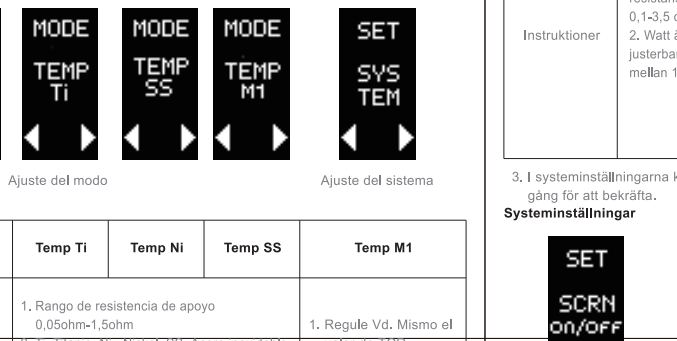 MODE
TEMP
Ti
MODE
TEMP
SS
MODE
TEMP
M1
SET
SYS
TEM
Ajuste del modo
Ajuste del sistema
Temp Ti
Temp Ni
Temp SS
Temp M1
1. Rango de resistencia de apoyo
0,05ohm-1,5ohm
1. Regule Vd. Mismo el
Instruktioner
0,1-3,5
2. Watt
mellan
3. I systeminställningarna
gång för att bekräfta.
Systeminställningar
SET
SCRN
ON/OFF